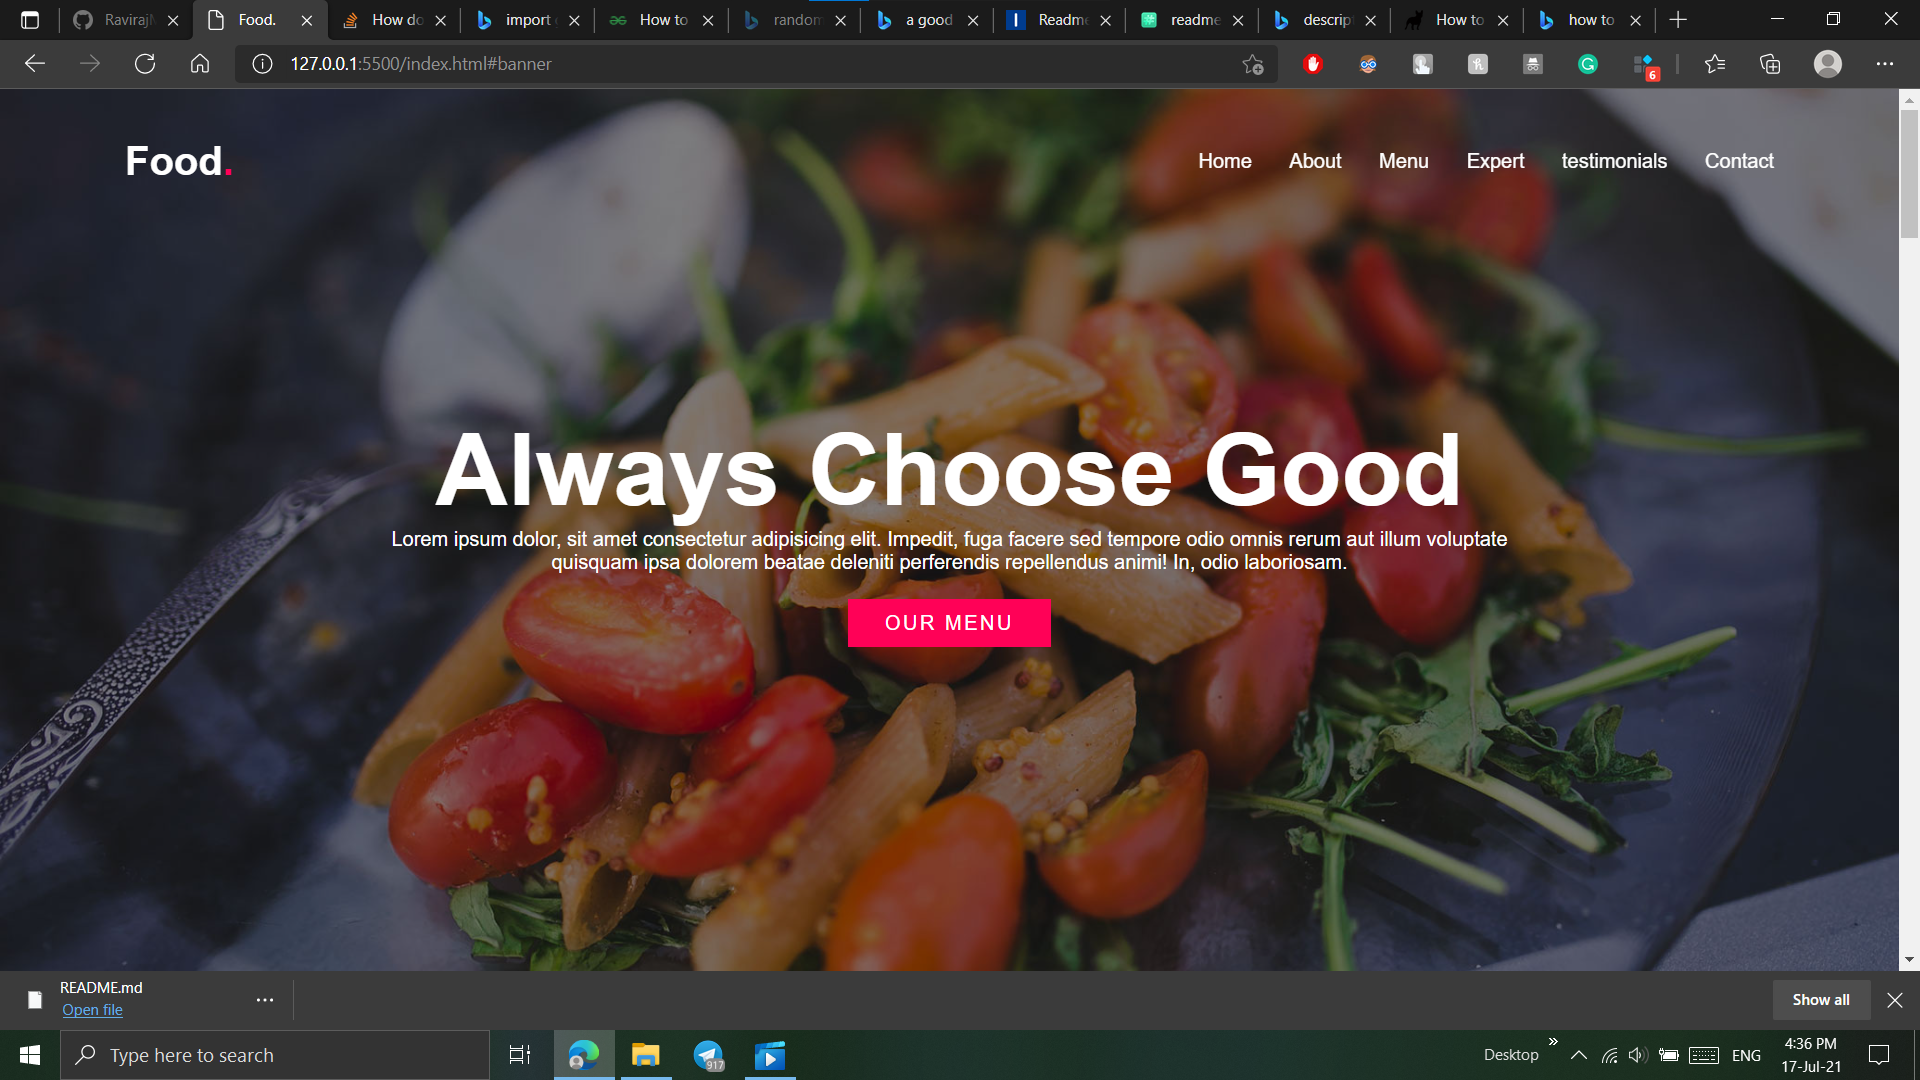 Raviraj
Food.
How do
import
How to
random
a good
Readme
readme
descrip
How to
how to
127.0.0.1:5500/index.html#banner
6
Food.
Home
About
Menu
Expert
testimonials
Contact
Always Choose Good
Lorem ipsum dolor, sit amet consectetur adipisicing elit. Impedit, fuga facere sed tempore odio omnis rerum aut illum voluptate
quisquam ipsa dolorem beatae deleniti perferendis repellendus animi! In, odio laboriosam.
OUR MENU
README.md
Open file
Show all
Type here to search
917
Desktop
ENG
4:36 PM
17-Jul-21